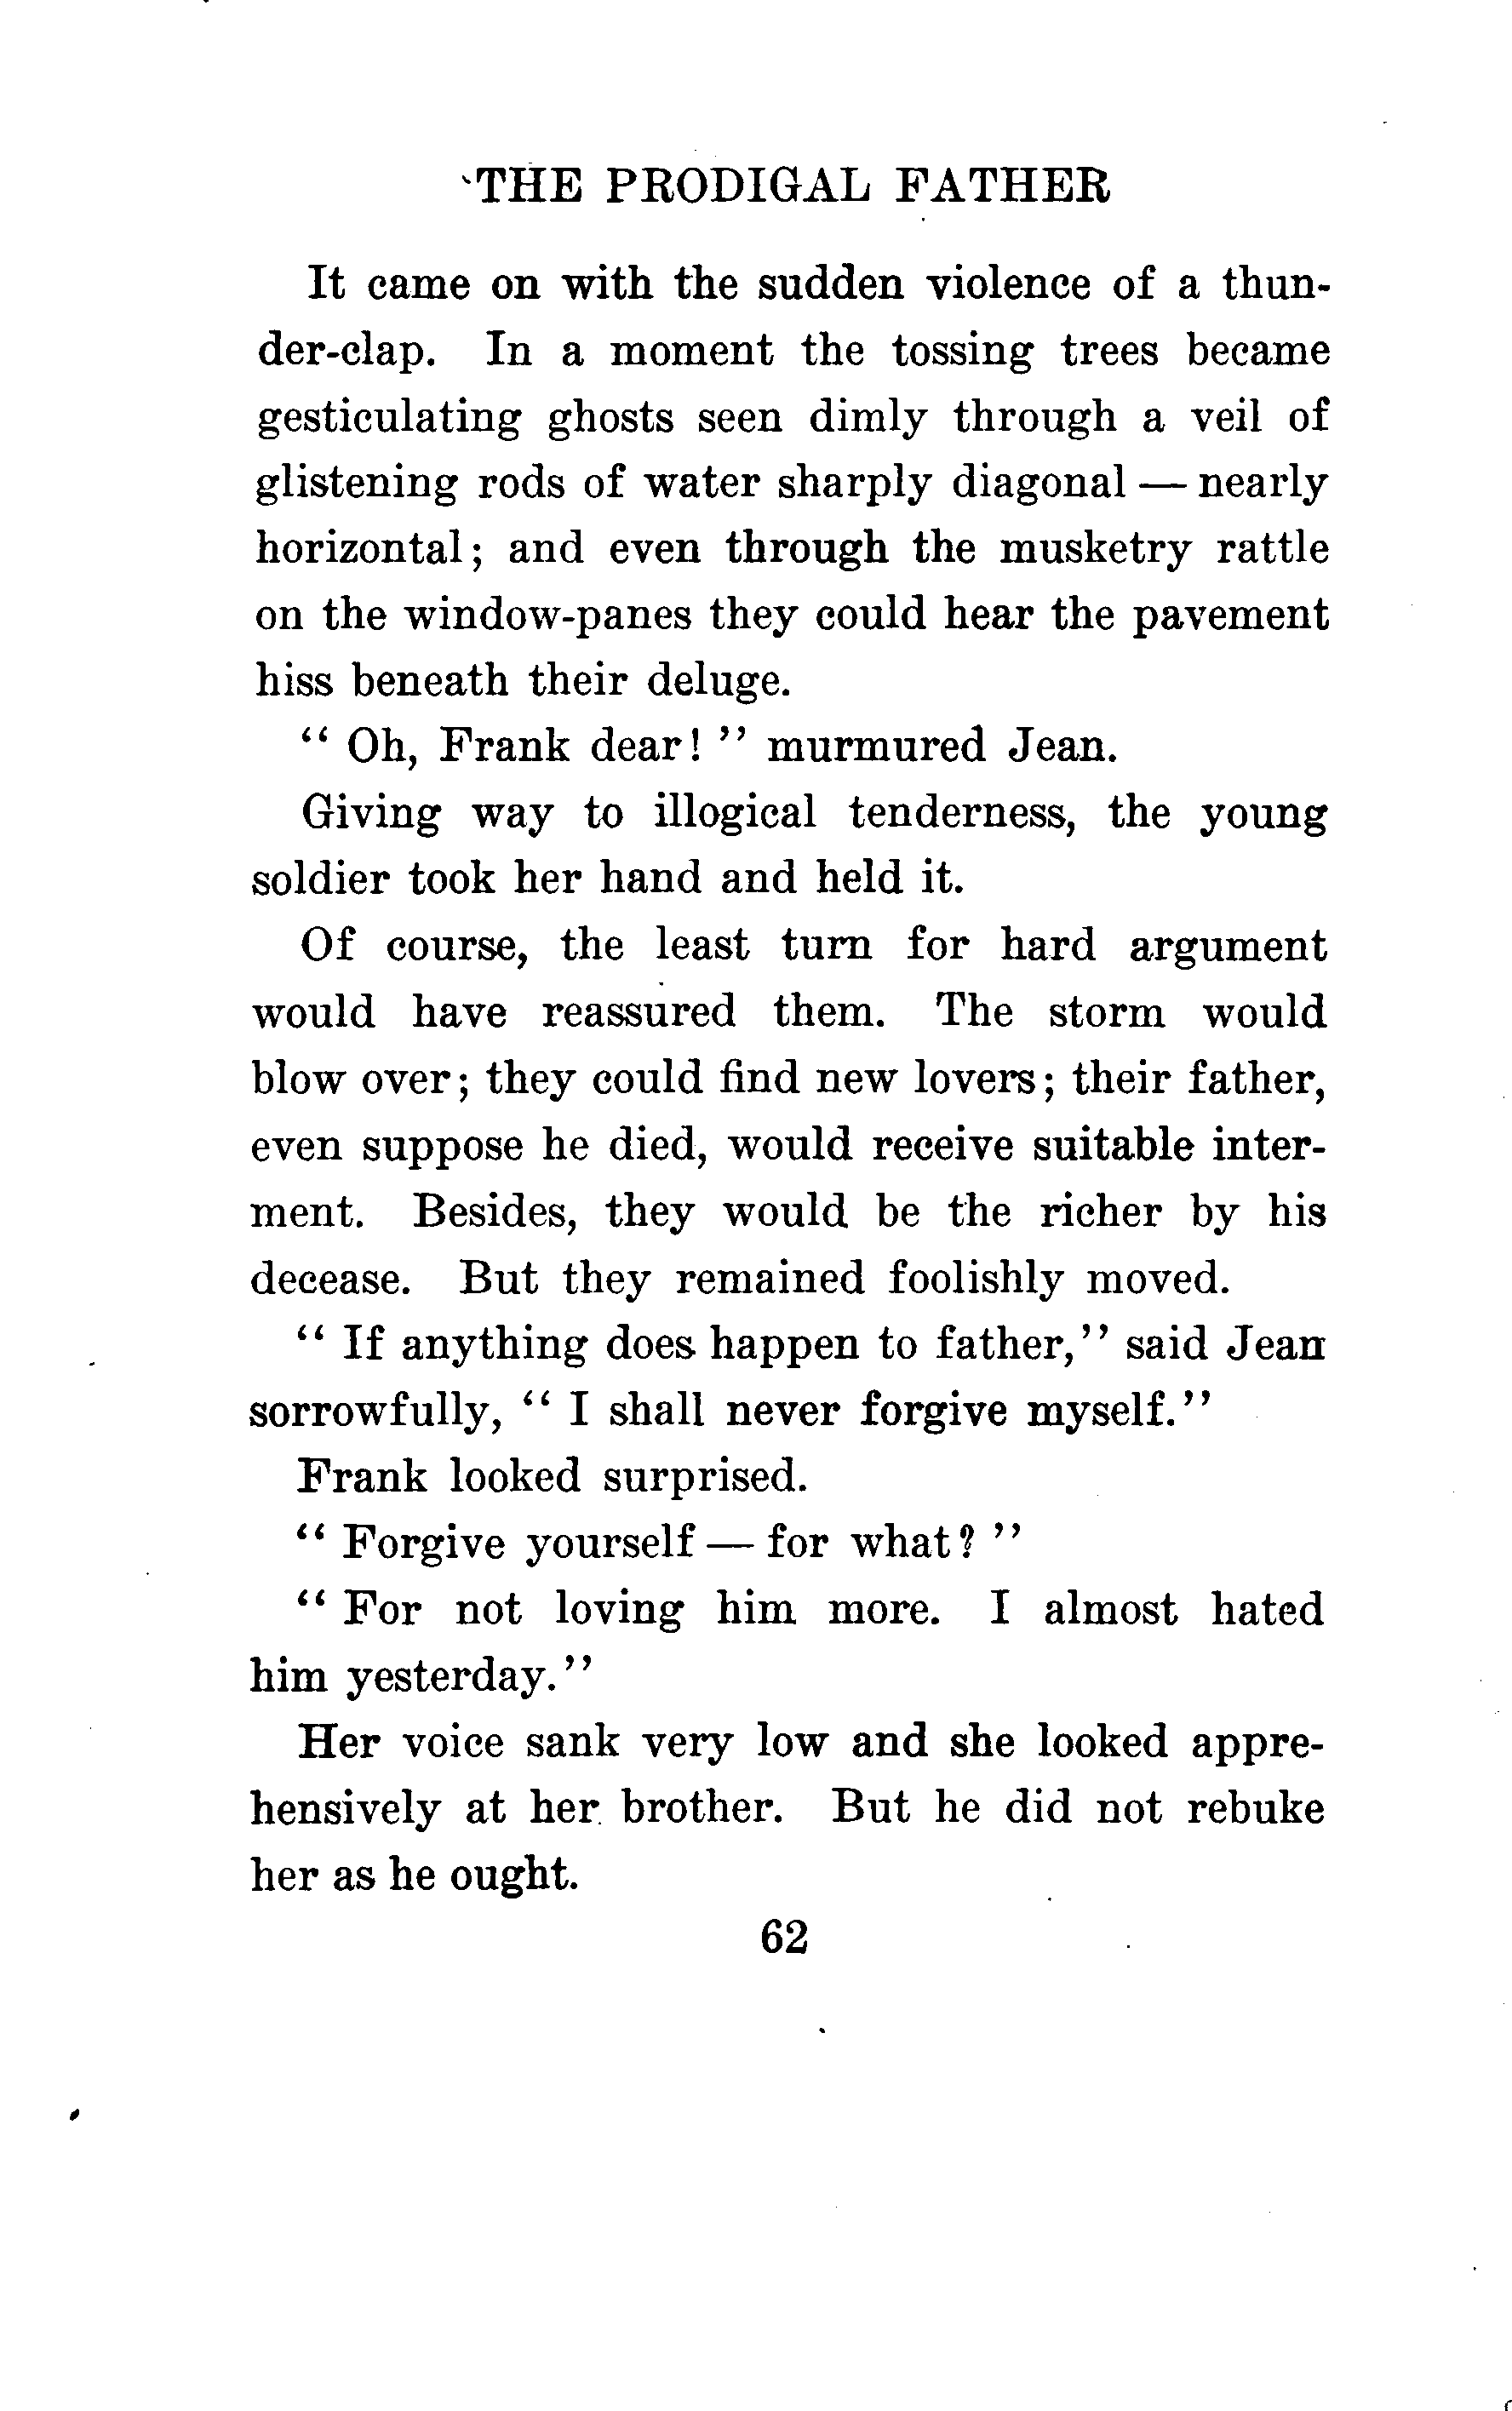 THE PRODIGAL FATHER
It came on with the sudden violence of a thun-
der-clap. In a moment the tossing trees became
gesticulating ghosts seen dimly through a veil of
glistening rods of water sharply diagonal — nearly
horizontal; and even through the musketry rattle
on the window-panes they could hear the pavement
hiss beneath their deluge.
" Oh, Frank dear! " murmured Jean.
Giving way to illogical tenderness, the young
soldier took her hand and held it.
Of course, the least turn for hard argument
would have reassured them. The storm would
blow over; they could find new lovers; their father,
even suppose he died, would receive suitable inter-
ment. Besides, they would be the richer by his
decease. But they remained foolishly moved.
" If anything does happen to father," said Jean
sorrowfully, " I shall never forgive myself."
Frank looked surprised.
" Forgive yourself — for what? "
" For not loving him more. I almost hated
him yesterday."
Her voice sank very low and she looked appre-
hensively at her brother. But he did not rebuke
her as he ought.
62